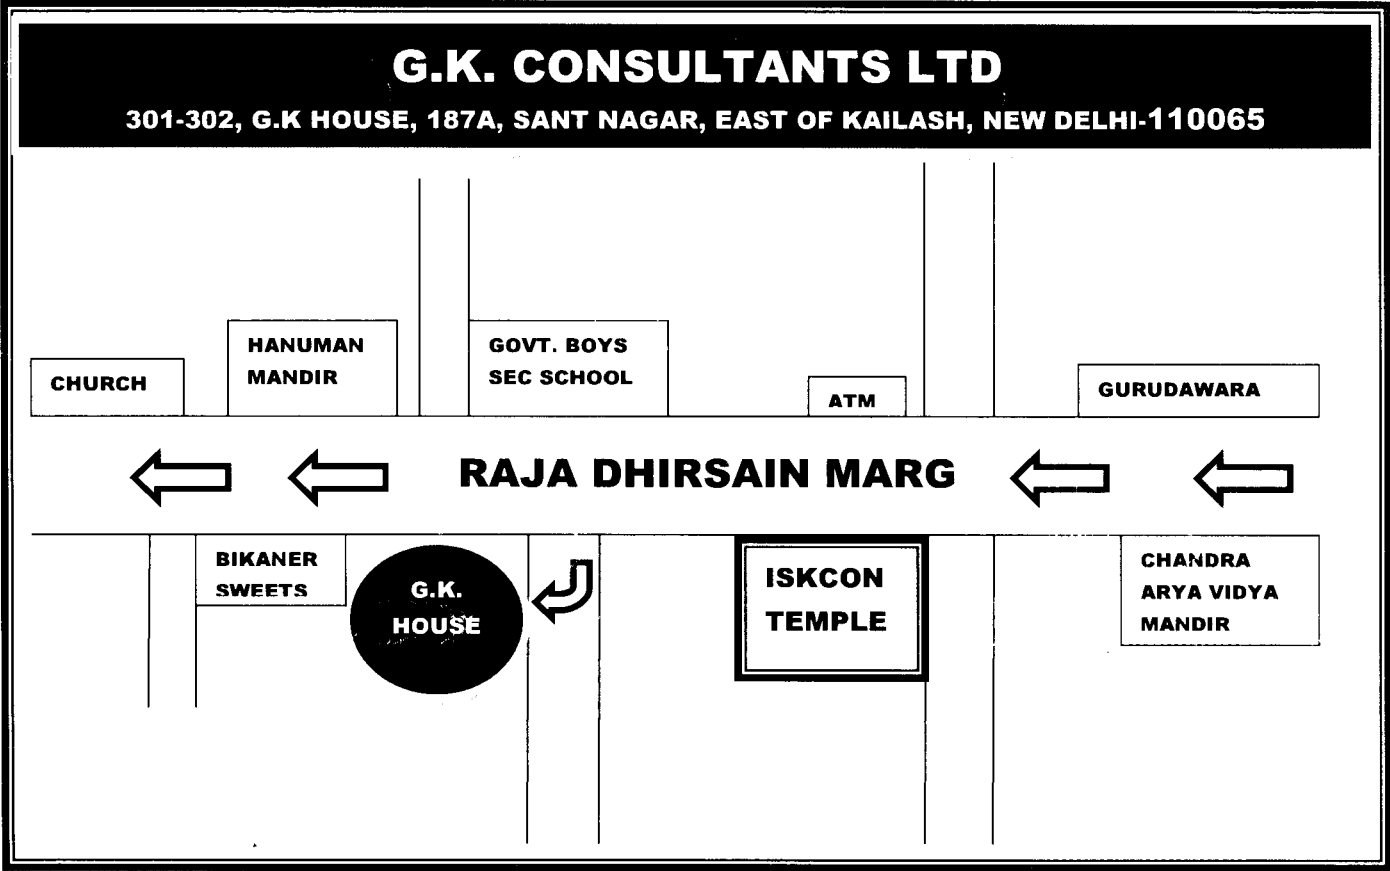 G.K. CONSULTANTS LTD
301-302, G.K HOUSE, 187A, SANT NAGAR, EAST OF KAILASH, NEW DELHI-110065
HANUMAN
MANDIR
GOVT. BOYS
SEC SCHOOL
CHURCH
ATM
GURUDAWARA
RAJA DHIRSAIN MARG
BIKANER
SWEETS
G.K.
HOUSE
ISKCON
TEMPLE
CHANDRA
ARYA VIDYA
MANDIR